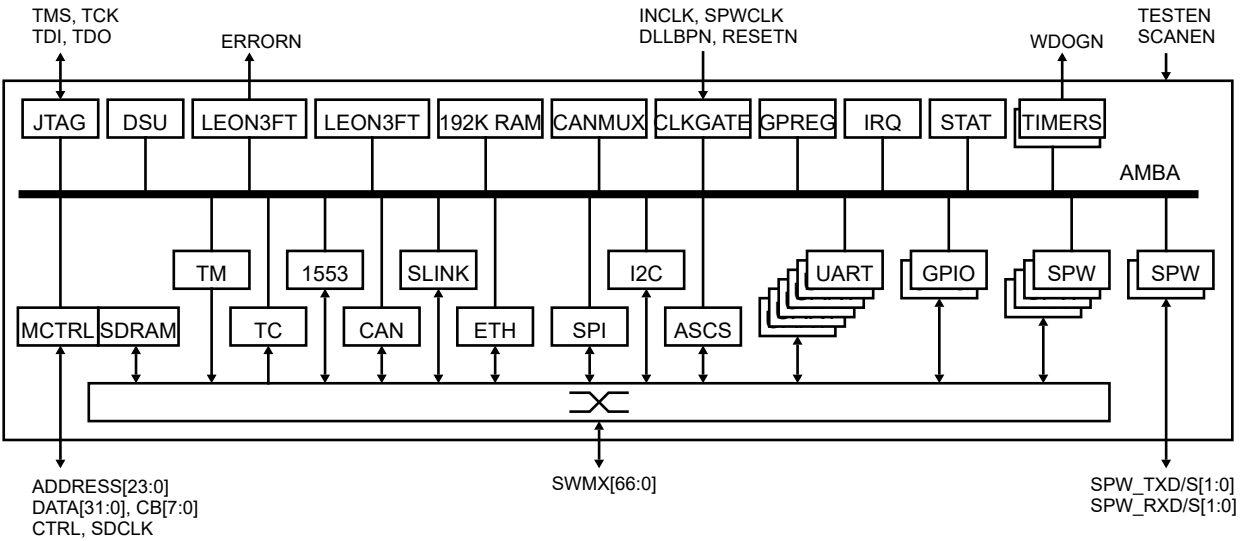 TMS, TCK
TDI, TDO
ERRORN
INCLK, SPWCLK
DLLBPN, RESETN
WDOGN
TESTEN
SCANEN
JTAG
DSU
LEON3FT
LEON3FT
192K RAM
CANMUX
CLKGATE
GPREG
IRQ
STAT
TIMERS
AMBA
TM
1553
SLINK
I2C
UART
GPIO
SPW
SPW
MCTRL
SDRAM
TC
CAN
ETH
SPI
ASCS
ADDRESS[23:0]
DATA[31:0], CB[7:0]
CTRL, SDCLK
SWMX[66:0]
SPW_TXD/S[1:0]
SPW_RXD/S[1:0]